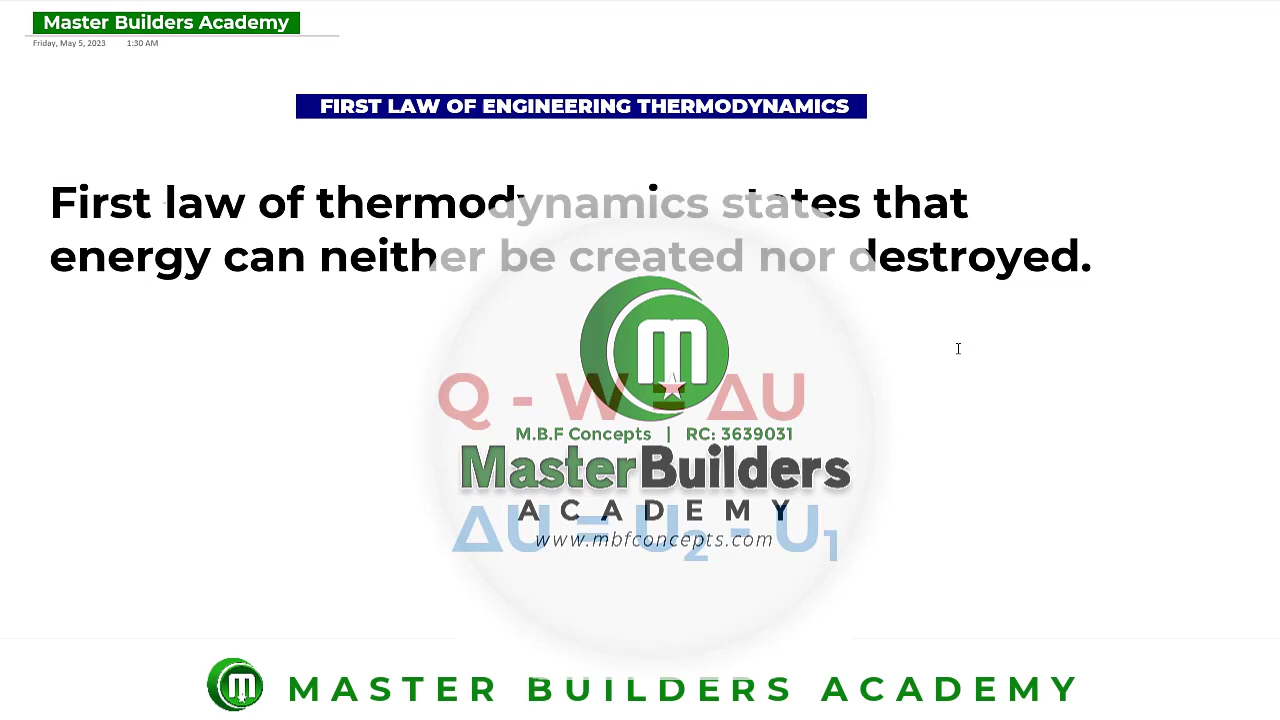 Master Builders Academy
Friday, May 5, 2023 1:30 AM
FIRST LAW OF ENGINEERING THERMODYNAMICS
First law of thermodynamics states that
energy can neither be created nor destroyed.
Q - W = ΔU
M.B.F Concepts | RC: 3639031
MasterBuilders
ACADEMY
ΔU = U₂ - U₁
www.mbfconcepts.com
MASTER BUILDERS ACADEMY